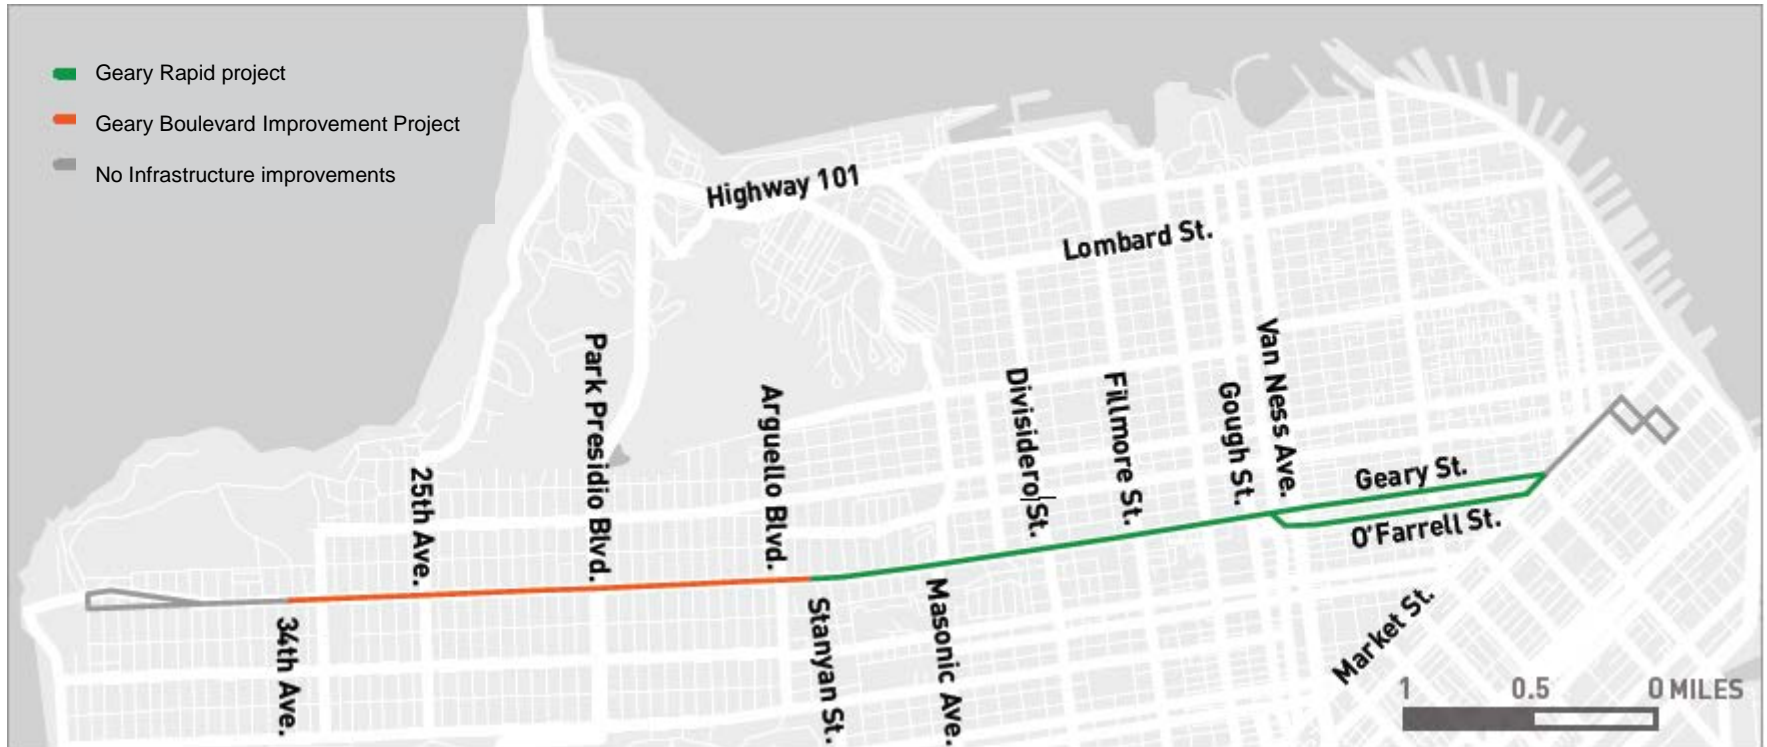 Geary Rapid project
Geary Boulevard Improvement Project
No Infrastructure improvements
Highway 101
Lombard St.
25th Ave.
Park Presidio Blvd.
Arguello Blvd.
Divisidero St.
Fillmore St.
Gough St.
Van Ness Ave.
Geary St.
O'Farrell St.
Market St.
34th Ave.
Stanyan St.
Masonic Ave.
1 0.5 0 MILES